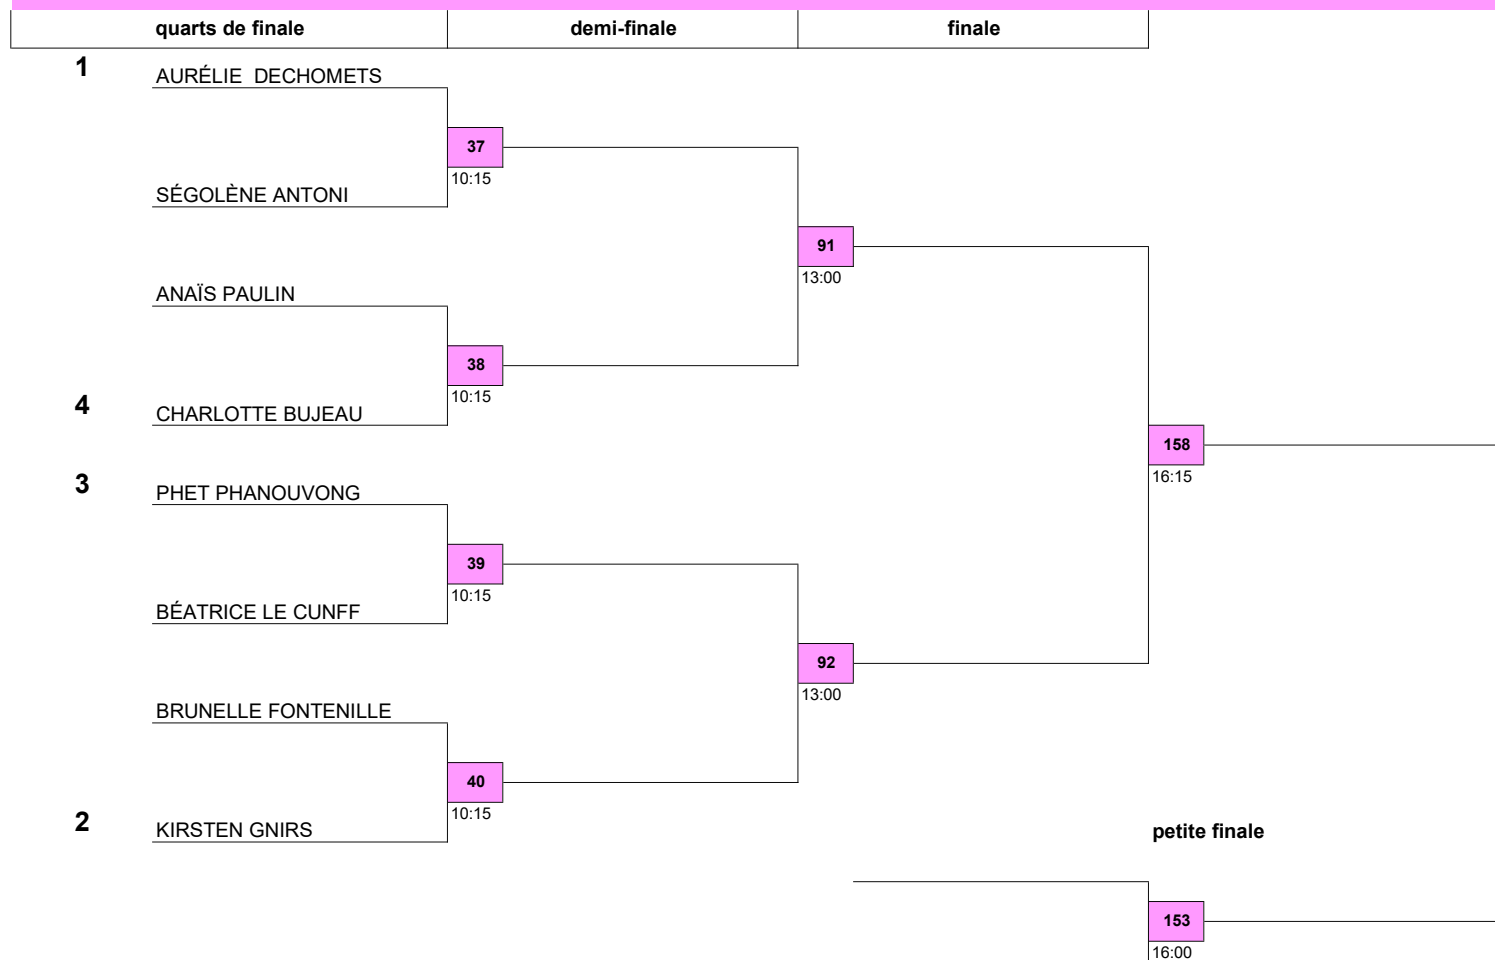 quarts de finale demi-finale finale
1
AURÉLIE DECHOMETS
37
10:15
SÉGOLÈNE ANTONI
91
13:00
ANAÏS PAULIN
38
10:15
4
CHARLOTTE BUJEAU
158
16:15
3
PHET PHANOUVONG
39
10:15
BÉATRICE LE CUNFF
92
13:00
BRUNELLE FONTENILLE
40
10:15
2
KIRSTEN GNIRS
petite finale
153
16:00